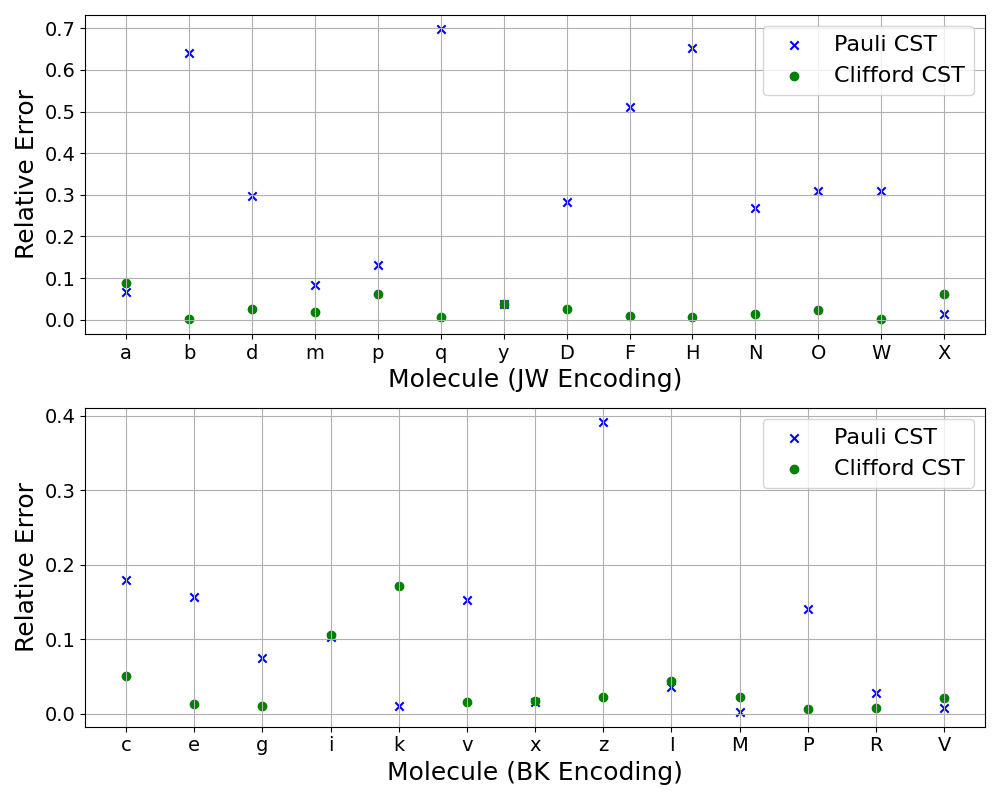 0.7
0.6
0.5
0.4
0.3
0.2
0.1
0.0
Relative Error
Pauli CST
Clifford CST
a b d m p q y D F H N O W X
Molecule (JW Encoding)
0.4
0.3
0.2
0.1
0.0
Relative Error
Pauli CST
Clifford CST
c e g i k v x z I M P R V
Molecule (BK Encoding)